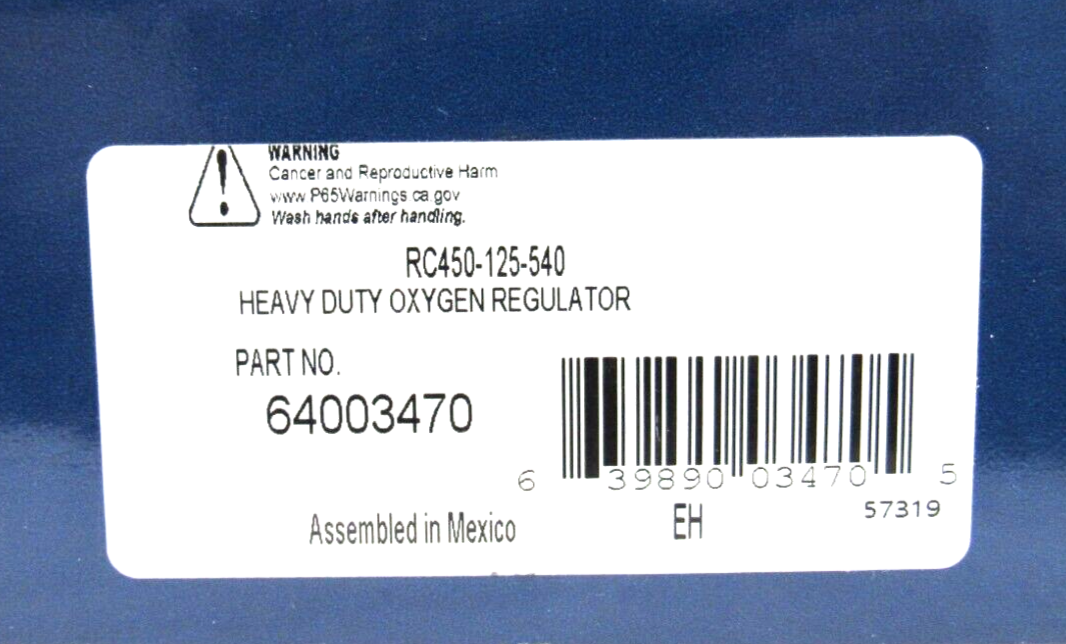 WARNING
Cancer and Reproductive Harm
www.P65Warnings.ca.gov
Wash hands after handling.
RC450-125-540
HEAVY DUTY OXYGEN REGULATOR
PART NO.
64003470
6 39890 03470 5
57319
Assembled in Mexico
EH